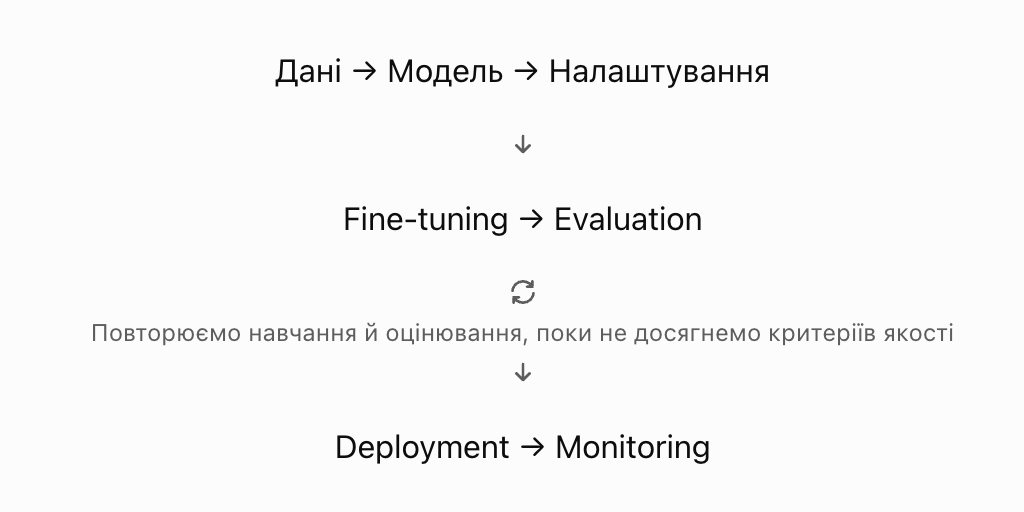 Дані → Модель → Налаштування
↓
Fine-tuning → Evaluation
Повторюємо навчання й оцінювання, поки не досягнемо критеріїв якості
↓
Deployment → Monitoring